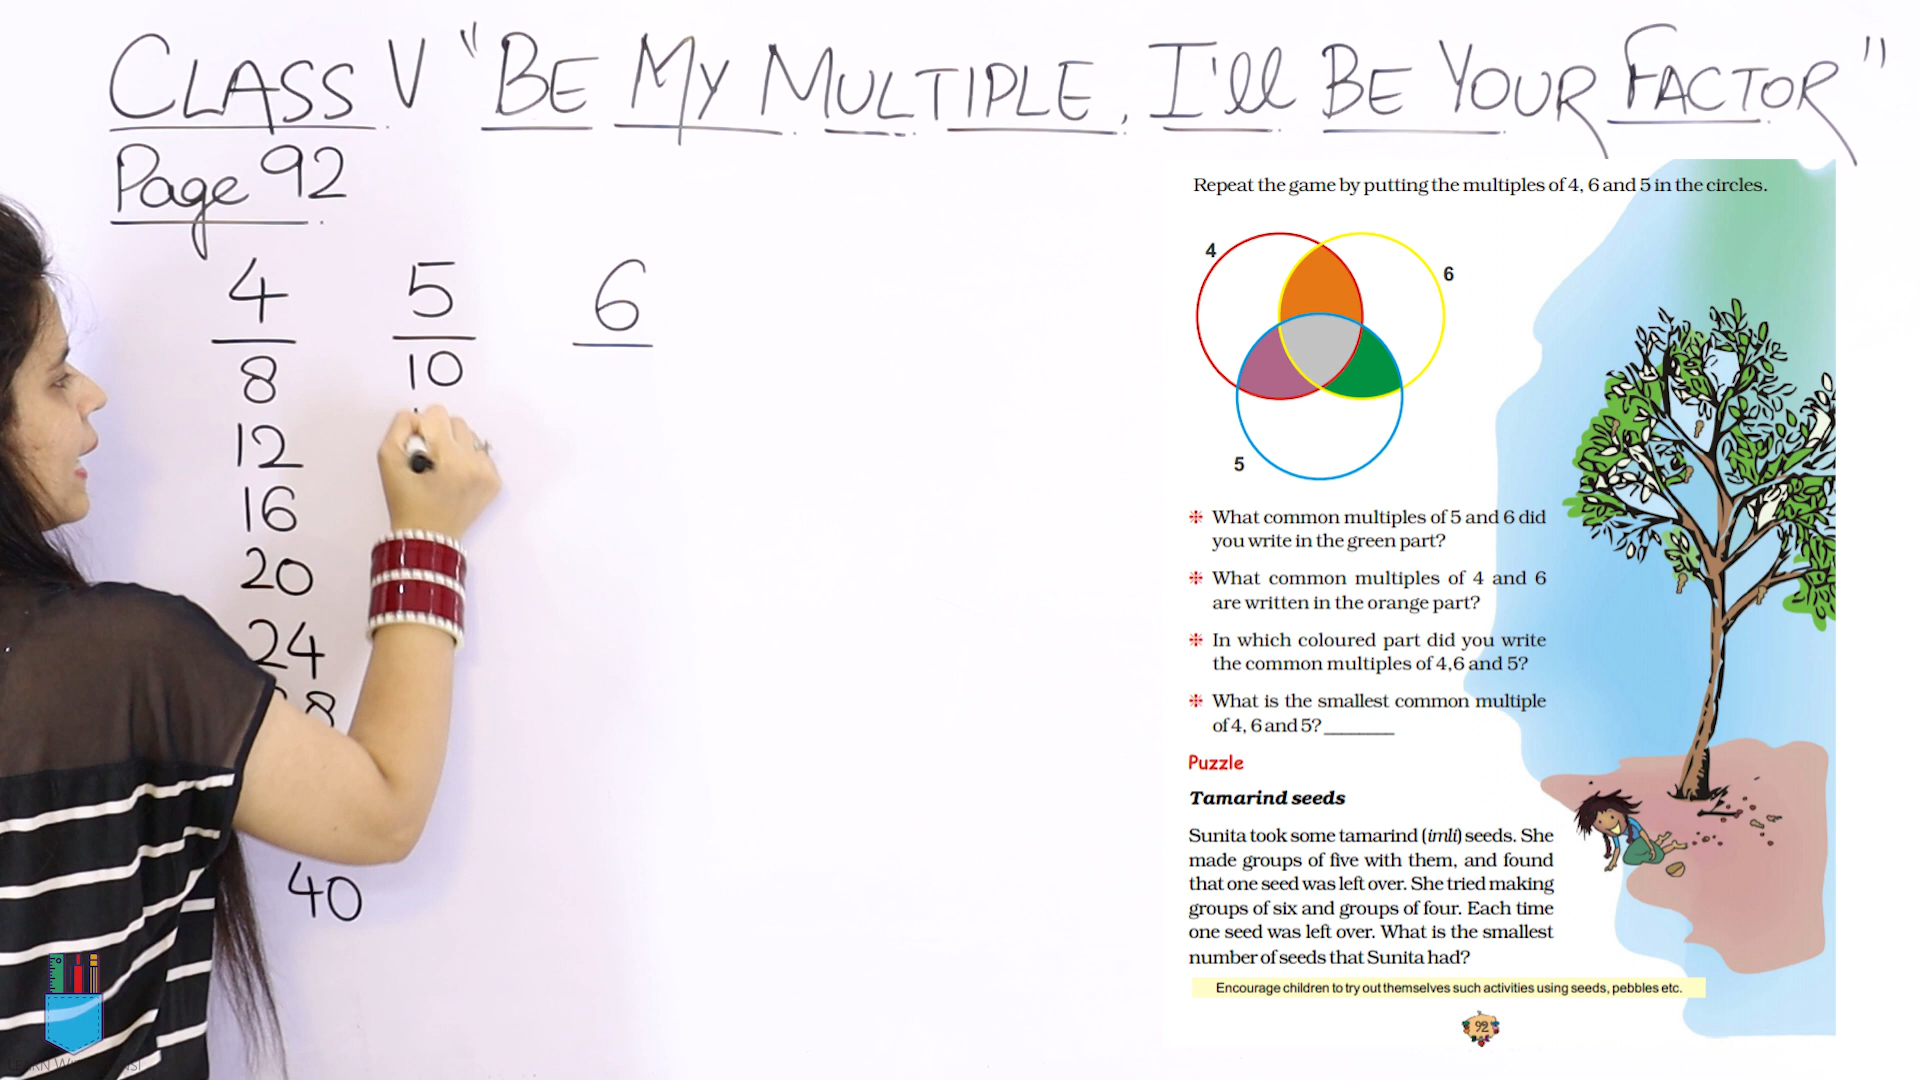 CLASS V "BE MY MULTIPLE, I'll BE YOUR FACTOR"
Page 92
4 5 6
8 10
12
16
20
24
8
40
Repeat the game by putting the multiples of 4, 6 and 5 in the circles.
4
6
5
❉ What common multiples of 5 and 6 did
you write in the green part?
❉ What common multiples of 4 and 6
are written in the orange part?
❉ In which coloured part did you write
the common multiples of 4,6 and 5?
❉ What is the smallest common multiple
of 4, 6 and 5? ________
Puzzle
Tamarind seeds
Sunita took some tamarind (imli) seeds. She
made groups of five with them, and found
that one seed was left over. She tried making
groups of six and groups of four. Each time
one seed was left over. What is the smallest
number of seeds that Sunita had?
Encourage children to try out themselves such activities using seeds, pebbles etc.
92